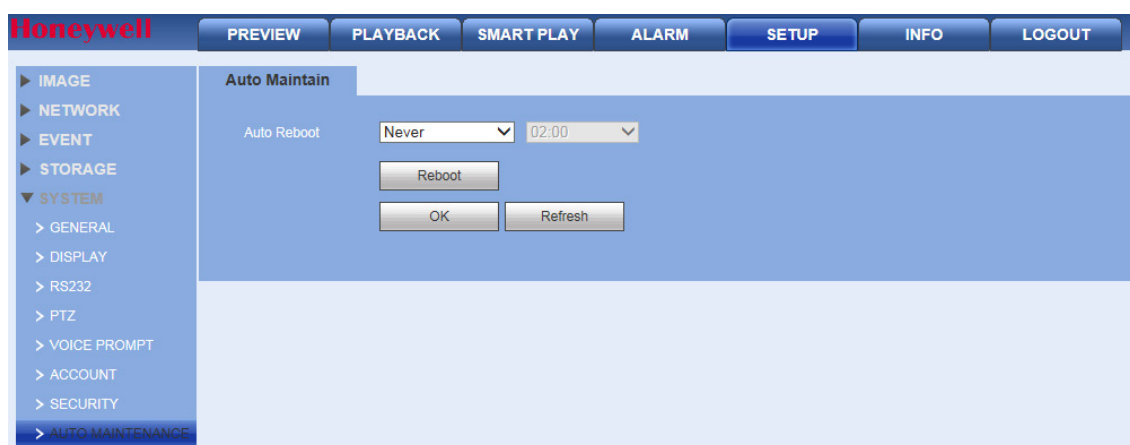 Honeywell
PREVIEW PLAYBACK SMART PLAY ALARM SETUP INFO LOGOUT
IMAGE
NETWORK
EVENT
STORAGE
SYSTEM
GENERAL
DISPLAY
RS232
PTZ
VOICE PROMPT
ACCOUNT
SECURITY
AUTO MAINTENANCE
Auto Maintain
Auto Reboot Never 02:00
Reboot
OK Refresh